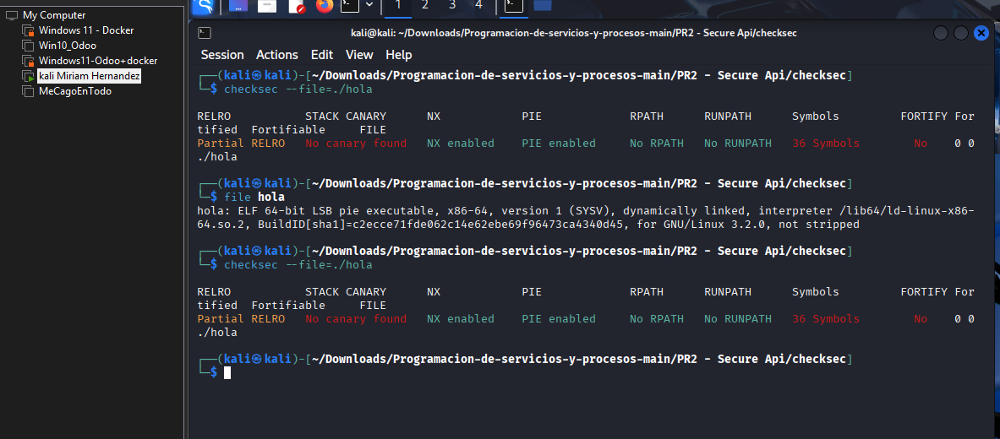 My Computer
Windows 11 - Docker
Win10_Odoo
Windows11-Odoo+docker
kali Miriam Hernandez
MeCagoEnTodo
1 2 3 4
kali@kali: ~/Downloads/Programacion-de-servicios-y-procesos-main/PR2 - Secure Api/checksec
Session Actions Edit View Help
┌──(kali㉿kali)-[~/Downloads/Programacion-de-servicios-y-procesos-main/PR2 - Secure Api/checksec]
└─$ checksec --file=./hola
RELRO STACK CANARY NX PIE RPATH RUNPATH Symbols FORTIFY For
tified Fortifiable FILE
Partial RELRO No canary found NX enabled PIE enabled No RPATH No RUNPATH 36 Symbols No 0 0
./hola
┌──(kali㉿kali)-[~/Downloads/Programacion-de-servicios-y-procesos-main/PR2 - Secure Api/checksec]
└─$ file hola
hola: ELF 64-bit LSB pie executable, x86-64, version 1 (SYSV), dynamically linked, interpreter /lib64/ld-linux-x86-
64.so.2, BuildID[sha1]=c2ecce71fde062c14e62ebe69f96473ca4340d45, for GNU/Linux 3.2.0, not stripped
┌──(kali㉿kali)-[~/Downloads/Programacion-de-servicios-y-procesos-main/PR2 - Secure Api/checksec]
└─$ checksec --file=./hola
RELRO STACK CANARY NX PIE RPATH RUNPATH Symbols FORTIFY For
tified Fortifiable FILE
Partial RELRO No canary found NX enabled PIE enabled No RPATH No RUNPATH 36 Symbols No 0 0
./hola
┌──(kali㉿kali)-[~/Downloads/Programacion-de-servicios-y-procesos-main/PR2 - Secure Api/checksec]
└─$